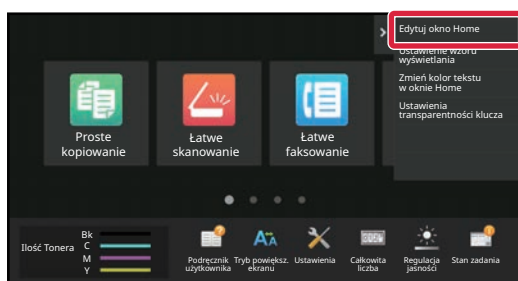 Edytuj okno Home
Ustawienie wzoru
wyświetlania
Zmień kolor tekstu
w oknie Home
Ustawienia
transparentności klucza
Proste
kopiowanie
Łatwe
skanowanie
Łatwe
faksowanie
Ilość Tonera
Bk
C
M
Y
Podręcznik
użytkownika
Tryb powiększ.
ekranu
Ustawienia
Całkowita
liczba
Regulacja
jasności
Stan zadania